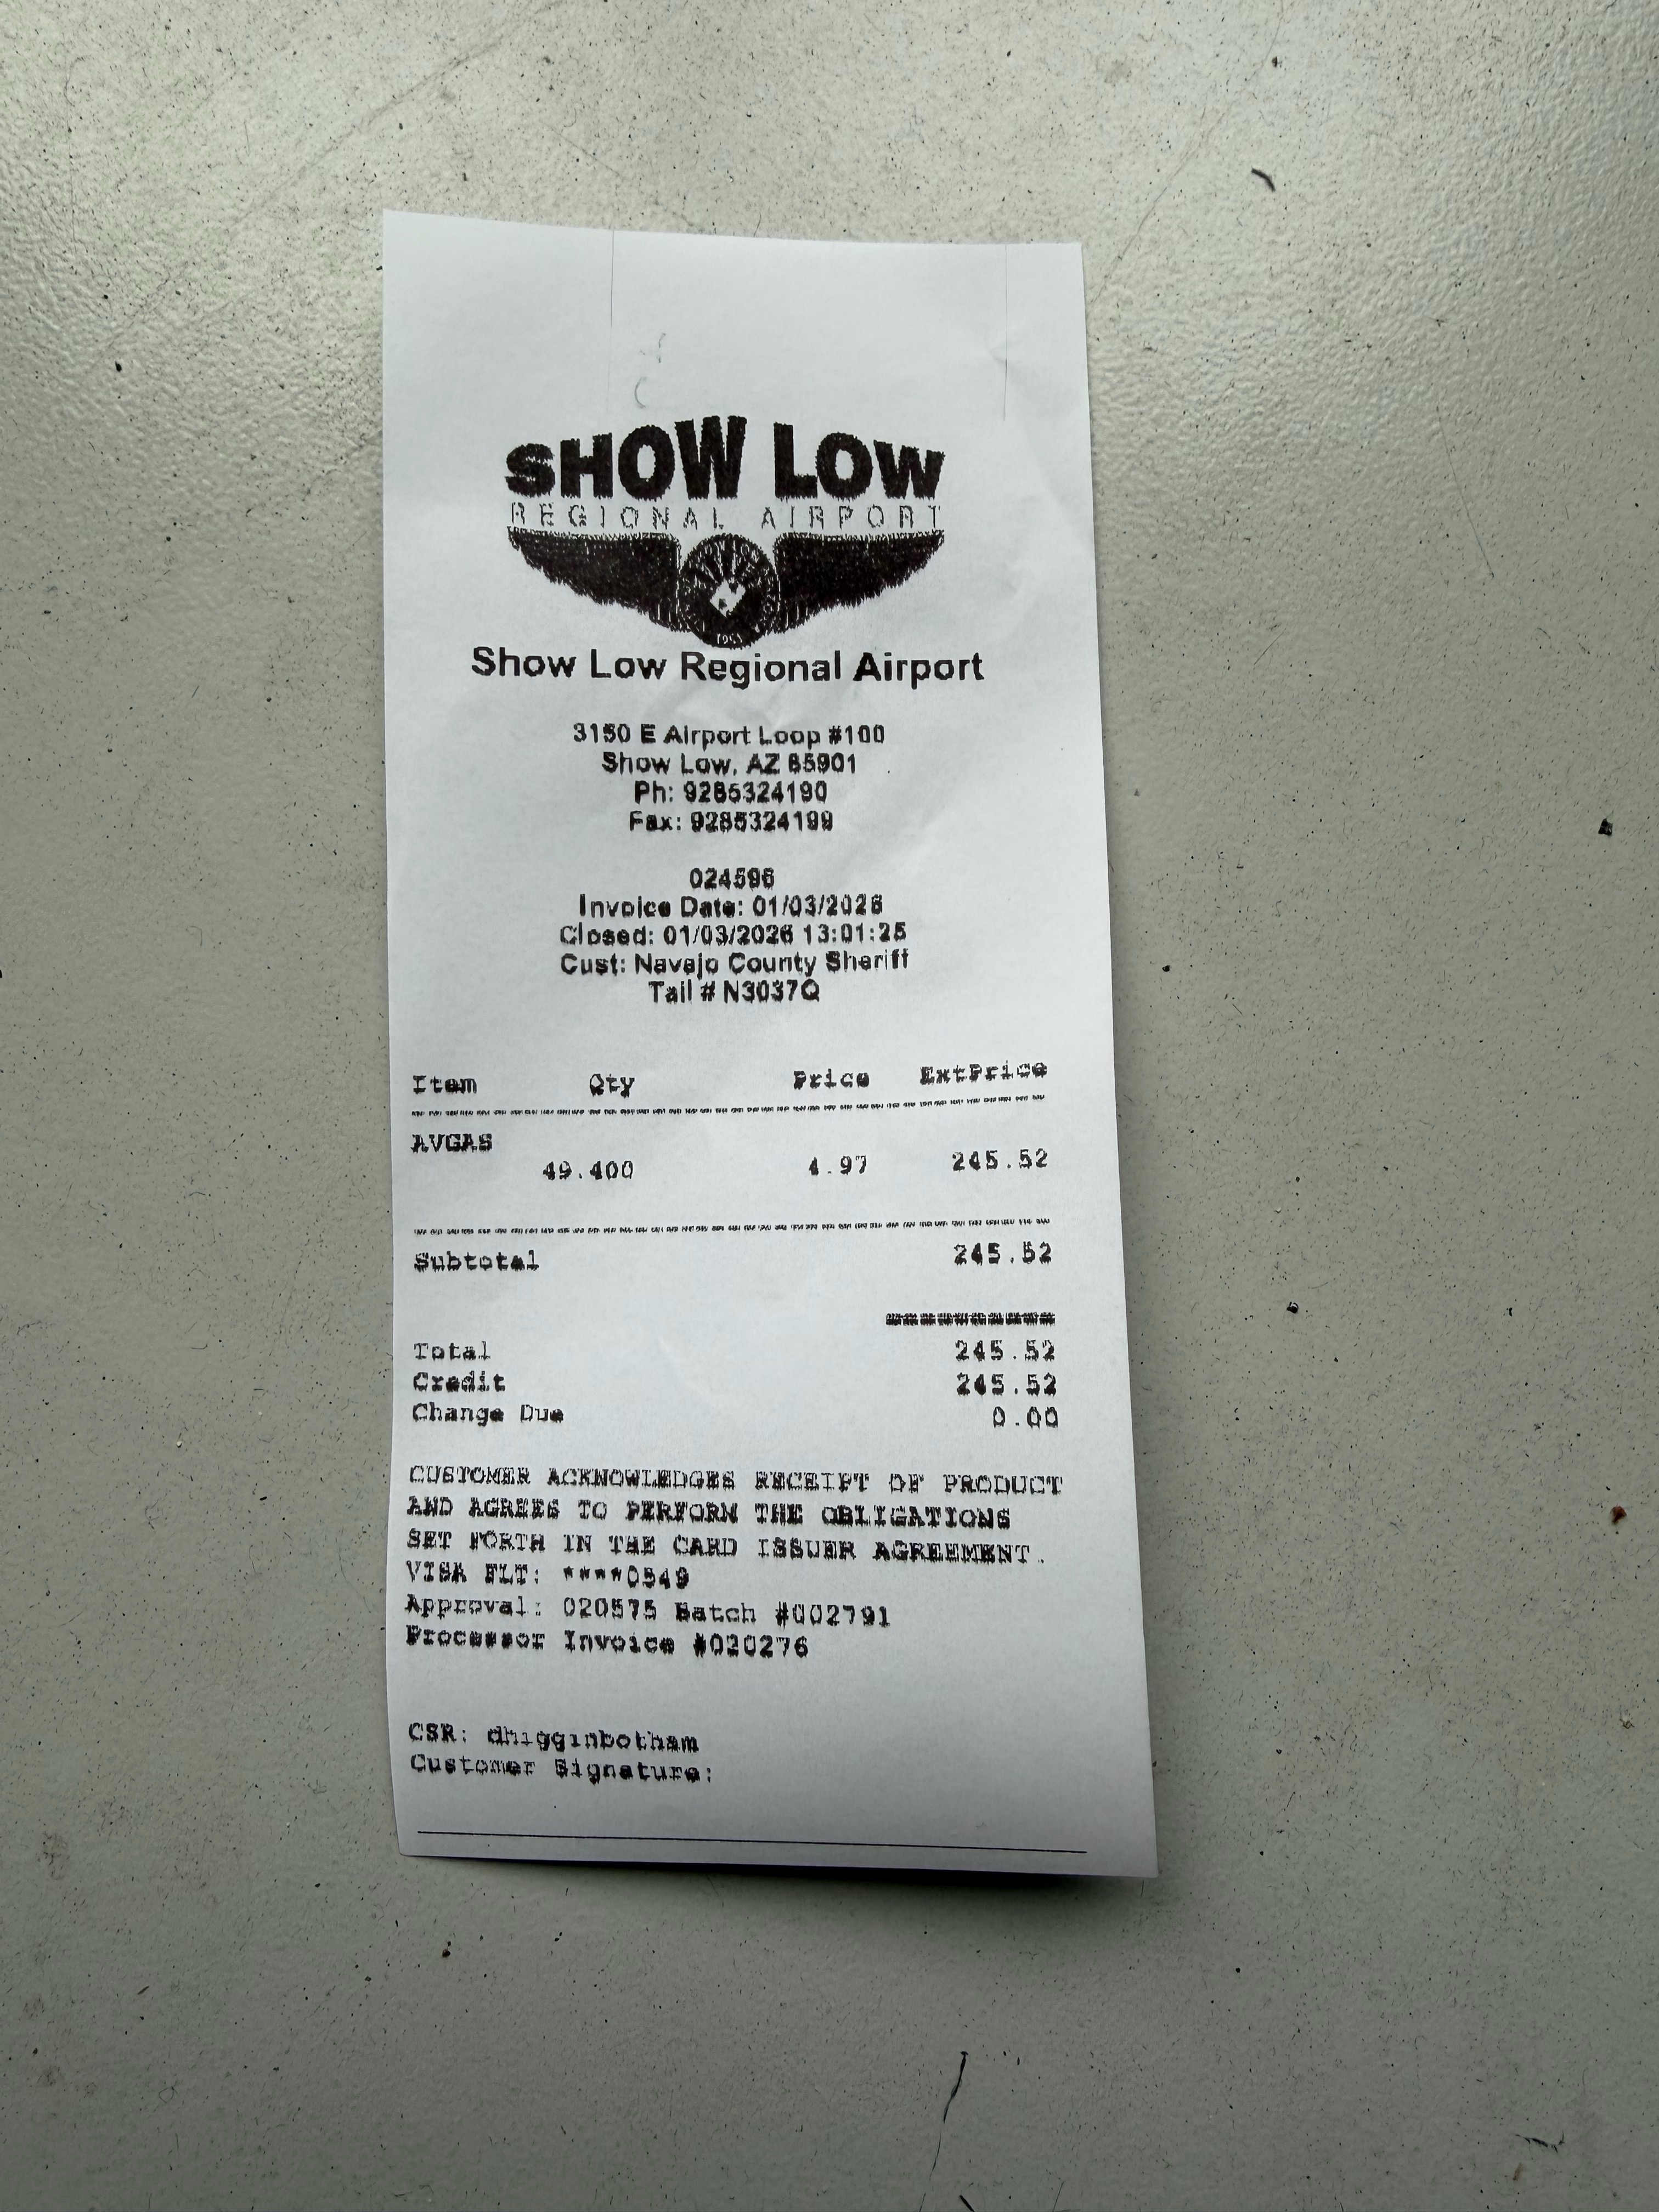 SHOW LOW
REGIONAL AIRPORT
Show Low Regional Airport
3150 E Airport Loop #100
Show Low, AZ 85901
Ph: 9285324190
Fax: 9285324199
024596
Invoice Date: 01/03/2026
Closed: 01/03/2026 13:01:25
Cust: Navajo County Sheriff
Tail # N3037Q
Item Qty Price ExtPrice
AVGAS
49.400 4.97 245.52
Subtotal 245.52
Total 245.52
Credit 245.52
Change Due 0.00
CUSTOMER ACKNOWLEDGES RECEIPT OF PRODUCT
AND AGREES TO PERFORM THE OBLIGATIONS
SET FORTH IN THE CARD ISSUER AGREEMENT.
VISA FLT: ****0549
Approval: 020575 Batch #002791
Processor Invoice #020276
CSR: dhigginbotham
Customer Signature: